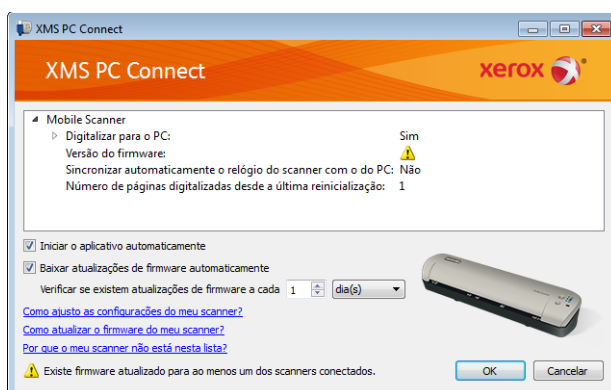 XMS PC Connect
XMS PC Connect
xerox
Mobile Scanner
Digitalizar para o PC: Sim
Versão do firmware:
Sincronizar automaticamente o relógio do scanner com o do PC: Não
Número de páginas digitalizadas desde a última reinicialização: 1
Iniciar o aplicativo automaticamente
Baixar atualizações de firmware automaticamente
Verificar se existem atualizações de firmware a cada 1 dia(s)
Como ajusto as configurações do meu scanner?
Como atualizar o firmware do meu scanner?
Por que o meu scanner não está nesta lista?
Existe firmware atualizado para ao menos um dos scanners conectados.
OK Cancelar